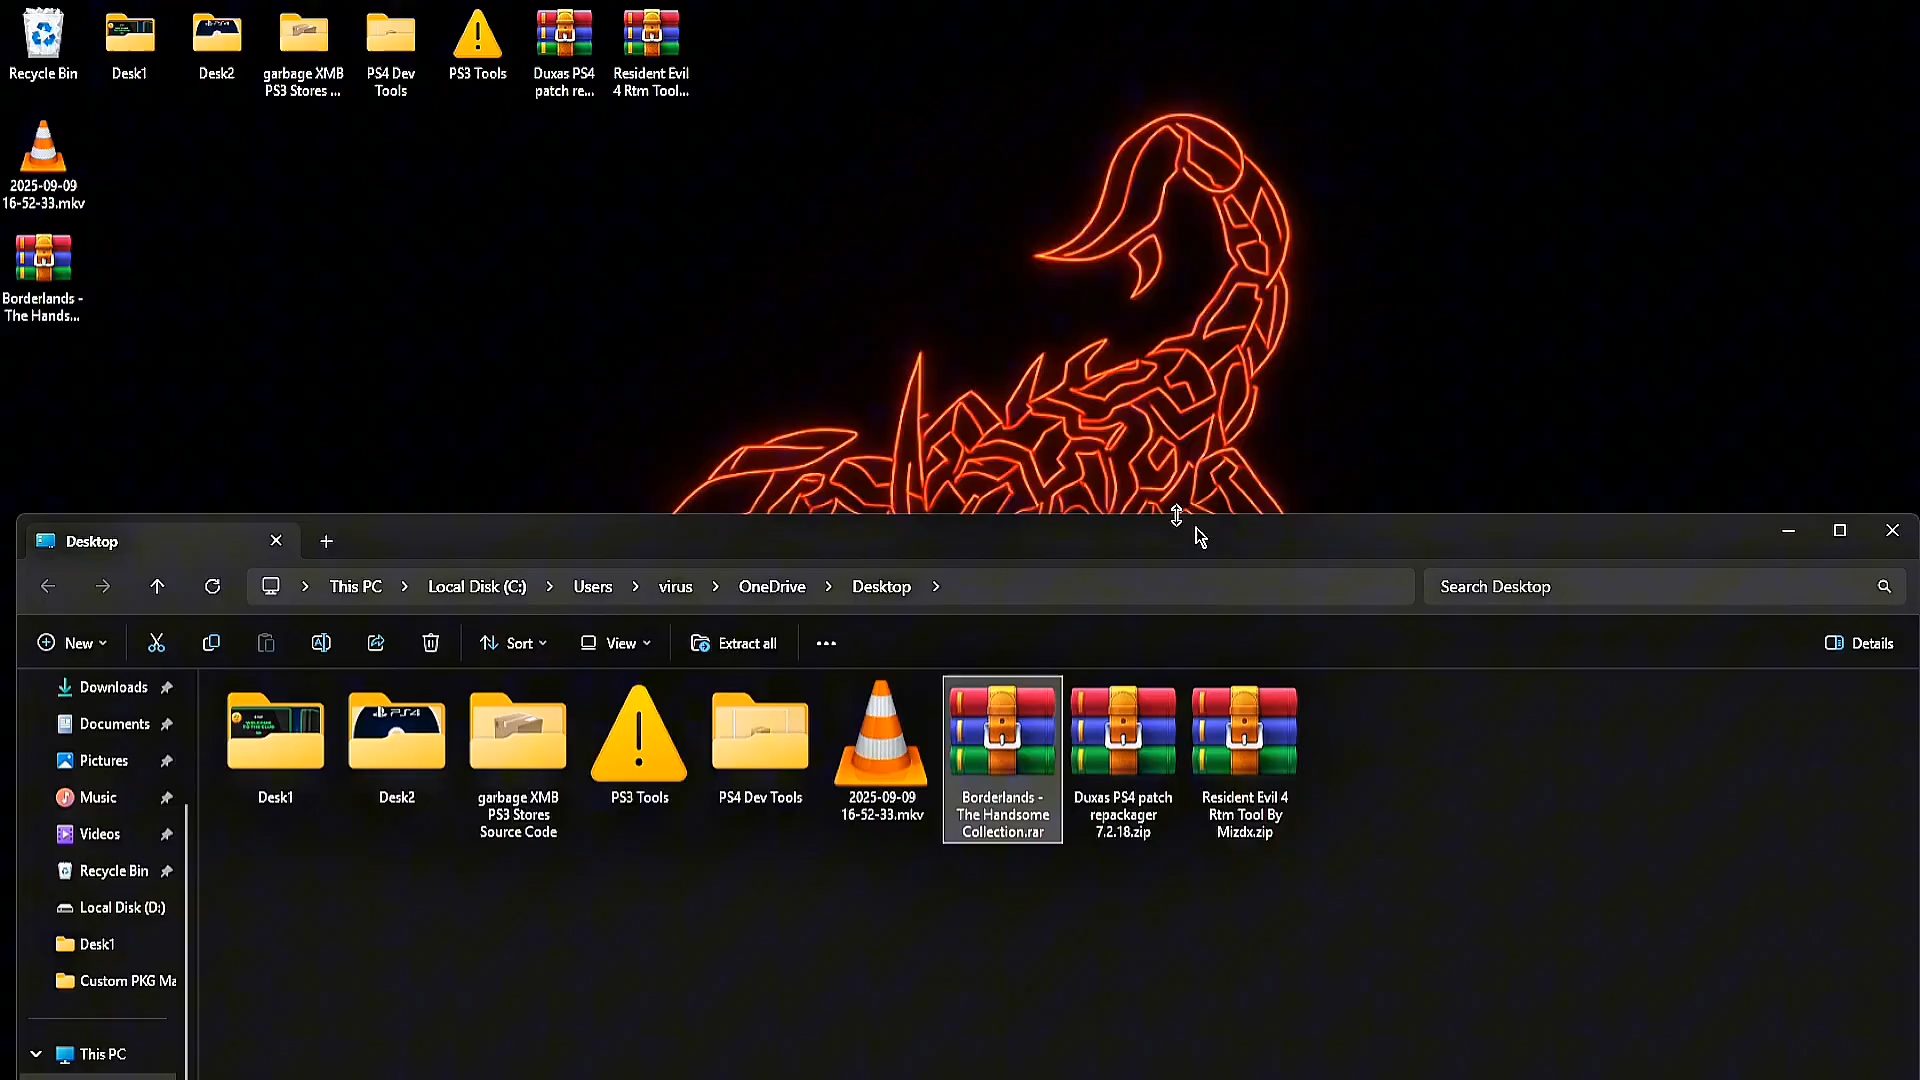 Recycle Bin
Desk1
Desk2
garbage XMB
PS3 Stores ...
PS4 Dev
Tools
PS3 Tools
Duxas PS4
patch re...
Resident Evil
4 Rtm Tool...
2025-09-09
16-52-33.mkv
Borderlands -
The Hands...
Desktop
This PC > Local Disk (C:) > Users > virus > OneDrive > Desktop >
Search Desktop
New
Sort
View
Extract all
Details
Downloads
Documents
Pictures
Music
Videos
Recycle Bin
Local Disk (D:)
Desk1
Custom PKG Ma
This PC
Desk1
PS4
Desk2
garbage XMB
PS3 Stores
Source Code
PS3 Tools
PS4 Dev Tools
2025-09-09
16-52-33.mkv
Borderlands -
The Handsome
Collection.rar
Duxas PS4 patch
repackager
7.2.18.zip
Resident Evil 4
Rtm Tool By
Mizdx.zip